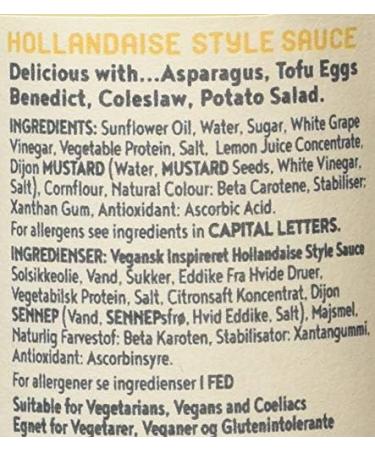 HOLLANDAISE STYLE SAUCE
Delicious with...Asparagus, Tofu Eggs
Benedict, Coleslaw, Potato Salad.
INGREDIENTS: Sunflower Oil, Water, Sugar, White Grape
Vinegar, Vegetable Protein, Salt, Lemon Juice Concentrate,
Dijon MUSTARD (Water, MUSTARD Seeds, White Vinegar,
Salt), Cornflour, Natural Colour: Beta Carotene, Stabiliser:
Xanthan Gum, Antioxidant: Ascorbic Acid.
For allergens see ingredients in CAPITAL LETTERS.
INGREDIENSER: Vegansk Inspireret Hollandaise Style Sauce
Solsikkeolie, Vand, Sukker, Eddike Fra Hvide Druer,
Vegetabilsk Protein, Salt, Citronsaft Koncentrat, Dijon
SENNEP (Vand, SENNEPsfrø, Hvid Eddike, Salt), Majsmel,
Naturlig Farvestof: Beta Karoten, Stabilisator: Xantangummi,
Antioxidant: Ascorbinsyre.
For allergener se ingredienser I FED
Suitable for Vegetarians, Vegans and Coeliacs
Egnet for Vegetarer, Veganer og Glutenintolerante